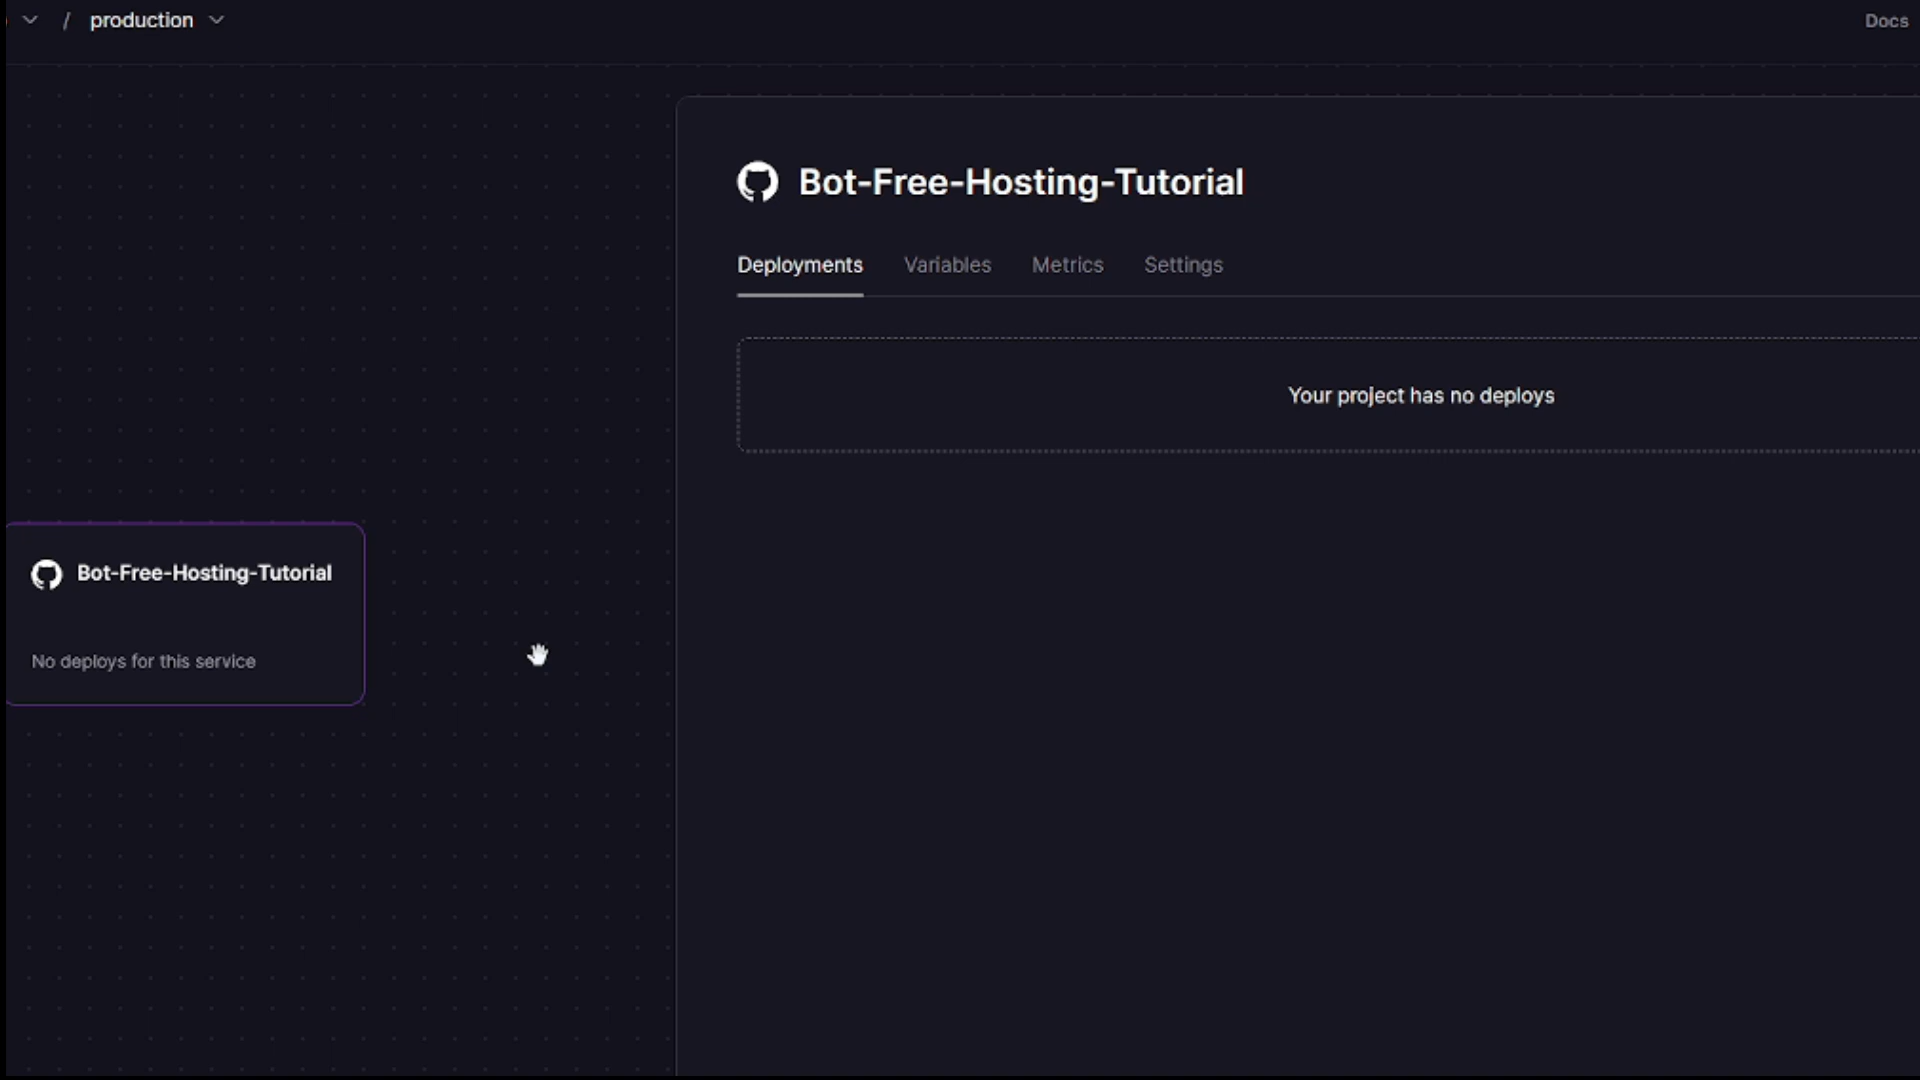 / production
Docs
Bot-Free-Hosting-Tutorial
Deployments Variables Metrics Settings
Your project has no deploys
Bot-Free-Hosting-Tutorial
No deploys for this service